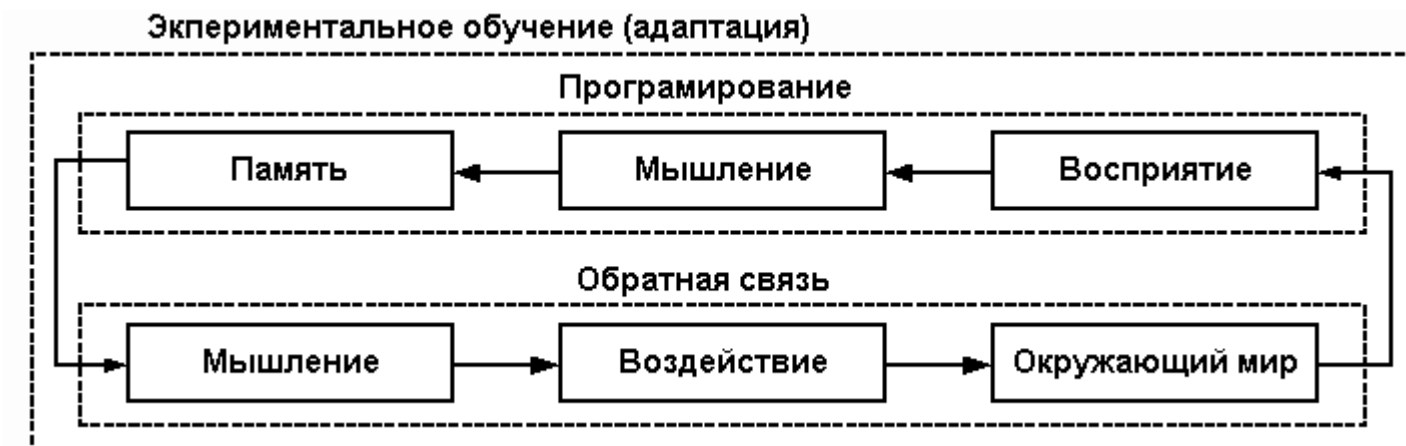 Экпериментальное обучение (адаптация)
Програмирование
Память
Мышление
Восприятие
Обратная связь
Мышление
Воздействие
Окружающий мир